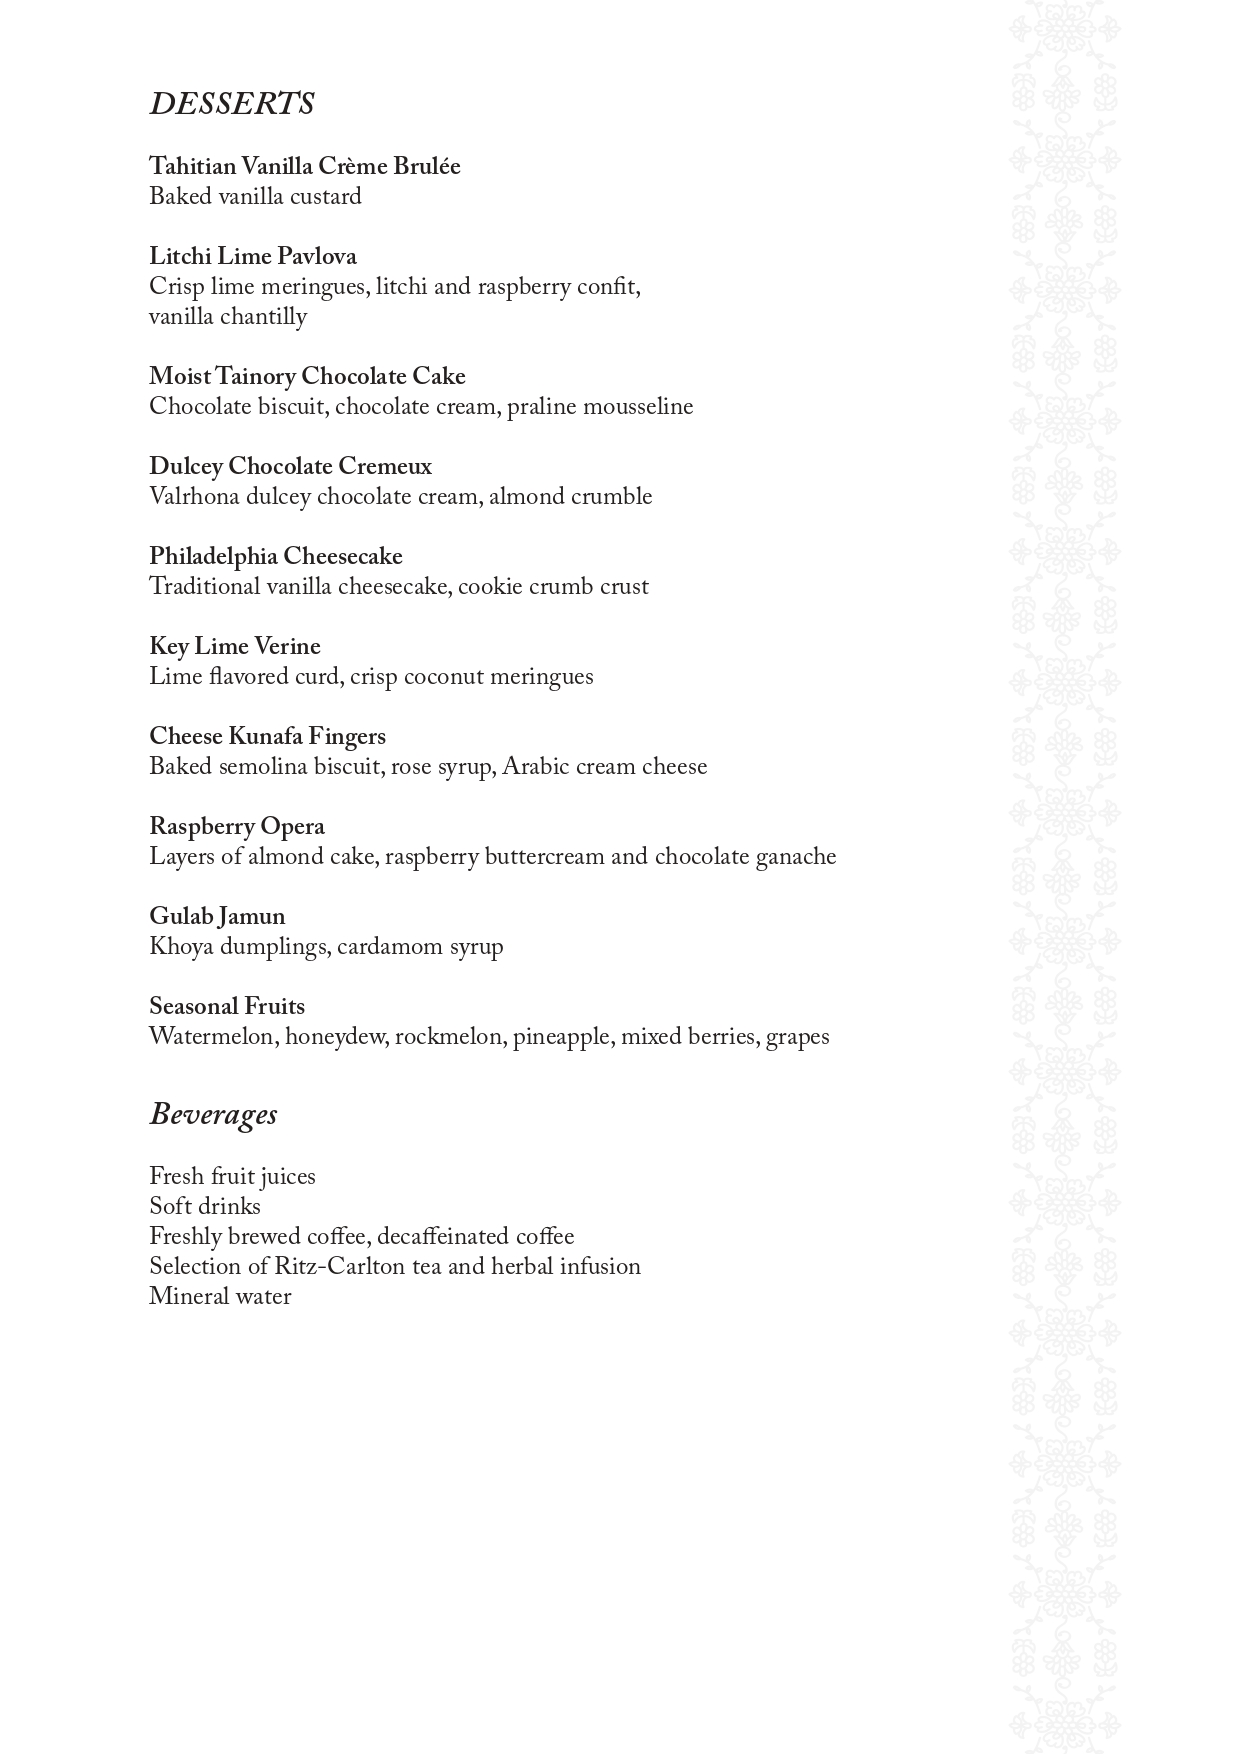 DESSERTS
Tahitian Vanilla Crème Brulée
Baked vanilla custard
Litchi Lime Pavlova
Crisp lime meringues, litchi and raspberry confit,
vanilla chantilly
Moist Tainory Chocolate Cake
Chocolate biscuit, chocolate cream, praline mousseline
Dulcey Chocolate Cremeux
Valrhona dulcey chocolate cream, almond crumble
Philadelphia Cheesecake
Traditional vanilla cheesecake, cookie crumb crust
Key Lime Verine
Lime flavored curd, crisp coconut meringues
Cheese Kunafa Fingers
Baked semolina biscuit, rose syrup, Arabic cream cheese
Raspberry Opera
Layers of almond cake, raspberry buttercream and chocolate ganache
Gulab Jamun
Khoya dumplings, cardamom syrup
Seasonal Fruits
Watermelon, honeydew, rockmelon, pineapple, mixed berries, grapes
Beverages
Fresh fruit juices
Soft drinks
Freshly brewed coffee, decaffeinated coffee
Selection of Ritz-Carlton tea and herbal infusion
Mineral water